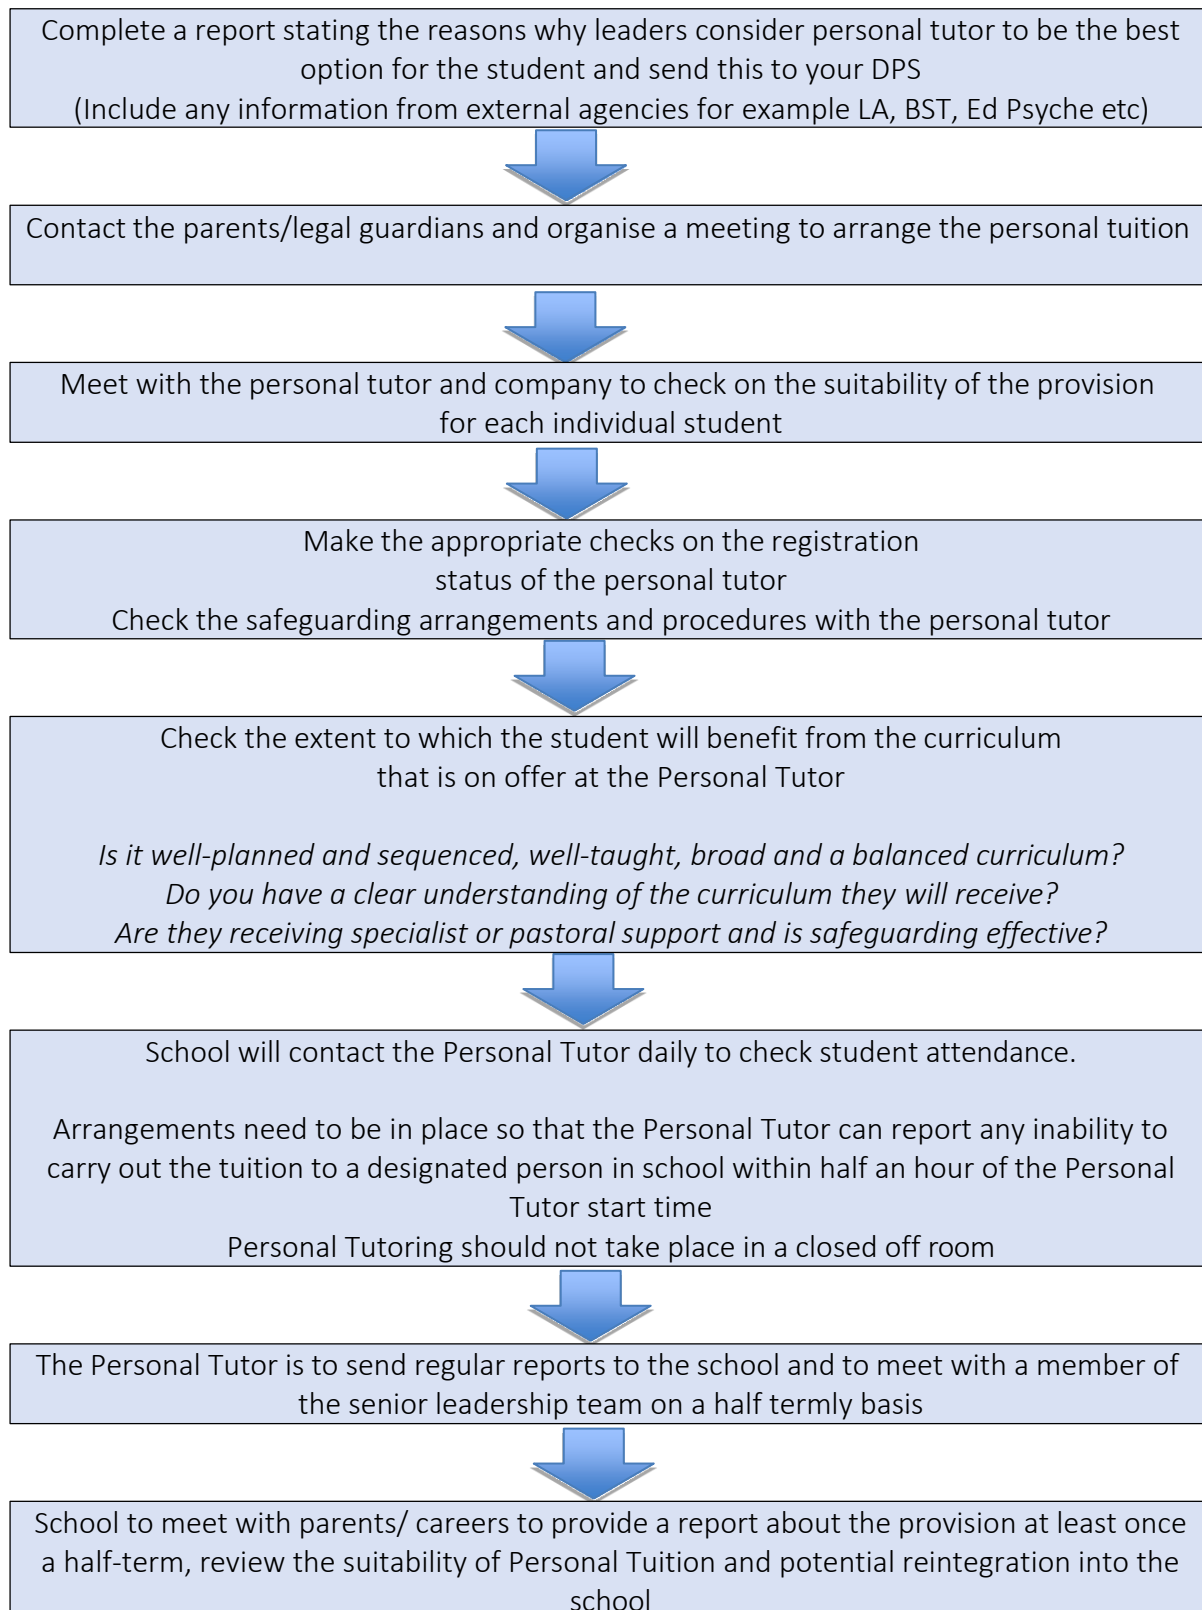 Complete a report stating the reasons why leaders consider personal tutor to be the best
option for the student and send this to your DPS
(Include any information from external agencies for example LA, BST, Ed Psyche etc)
Contact the parents/legal guardians and organise a meeting to arrange the personal tuition
Meet with the personal tutor and company to check on the suitability of the provision
for each individual student
Make the appropriate checks on the registration
status of the personal tutor
Check the safeguarding arrangements and procedures with the personal tutor
Check the extent to which the student will benefit from the curriculum
that is on offer at the Personal Tutor
Is it well-planned and sequenced, well-taught, broad and a balanced curriculum?
Do you have a clear understanding of the curriculum they will receive?
Are they receiving specialist or pastoral support and is safeguarding effective?
School will contact the Personal Tutor daily to check student attendance.
Arrangements need to be in place so that the Personal Tutor can report any inability to
carry out the tuition to a designated person in school within half an hour of the Personal
Tutor start time
Personal Tutoring should not take place in a closed off room
The Personal Tutor is to send regular reports to the school and to meet with a member of
the senior leadership team on a half termly basis
School to meet with parents/ careers to provide a report about the provision at least once
a half-term, review the suitability of Personal Tuition and potential reintegration into the
school